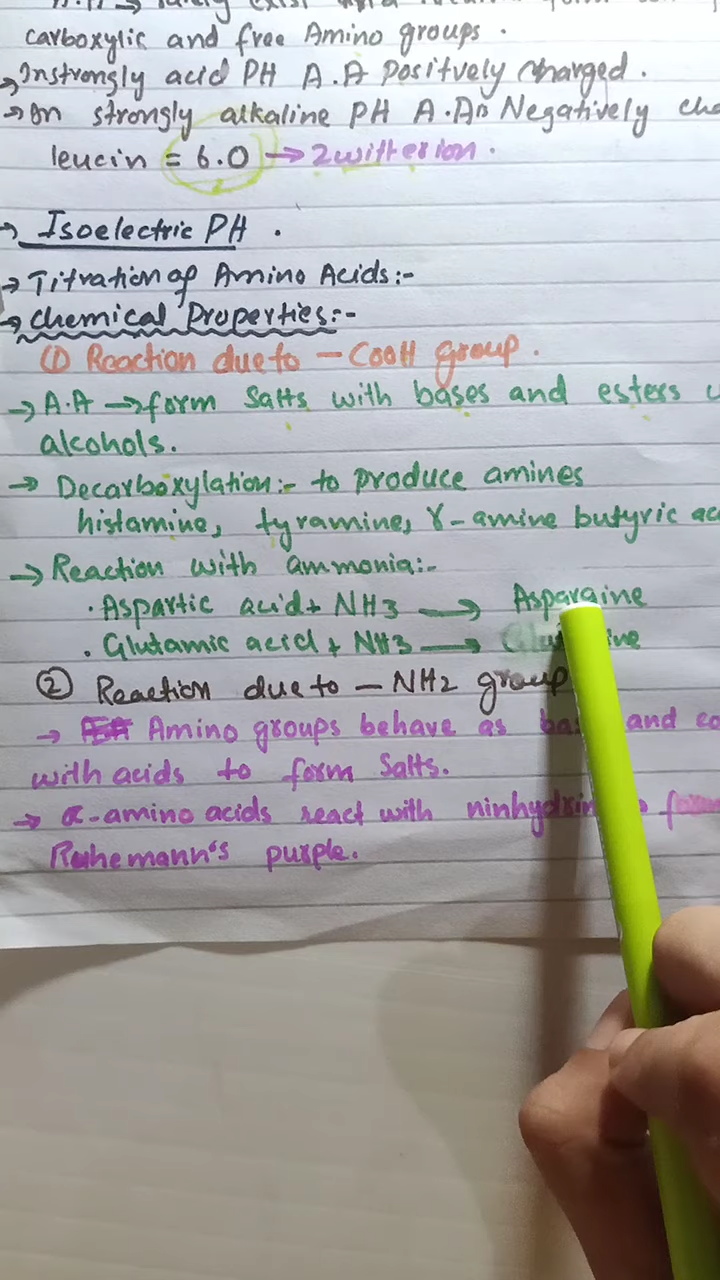 carboxylic and free Amino groups.
→ Instrongly acid PH A.A Positvely charged.
→ On strongly alkaline PH A.An Negatively
leucin = 6.0 → zwitterion.
→ Isoelectric PH.
→ Titration of Amino Acids:-
→ Chemical Properties:-
(1) Reaction due to - COOH group.
→ A.A → form Salts with bases and esters
alcohols.
→ Decarboxylation:- to produce amines
histamine, tyramine, γ-amine butyric
→ Reaction with ammonia:-
. Aspartic acid + NH3 → Aspargine
. Glutamic acid + NH3 →
② Reaction due to - NH2 group
→ Amino groups behave as and
with acids to form Salts.
→ α-amino acids react with ninhydrin form
Ruhemann's purple.